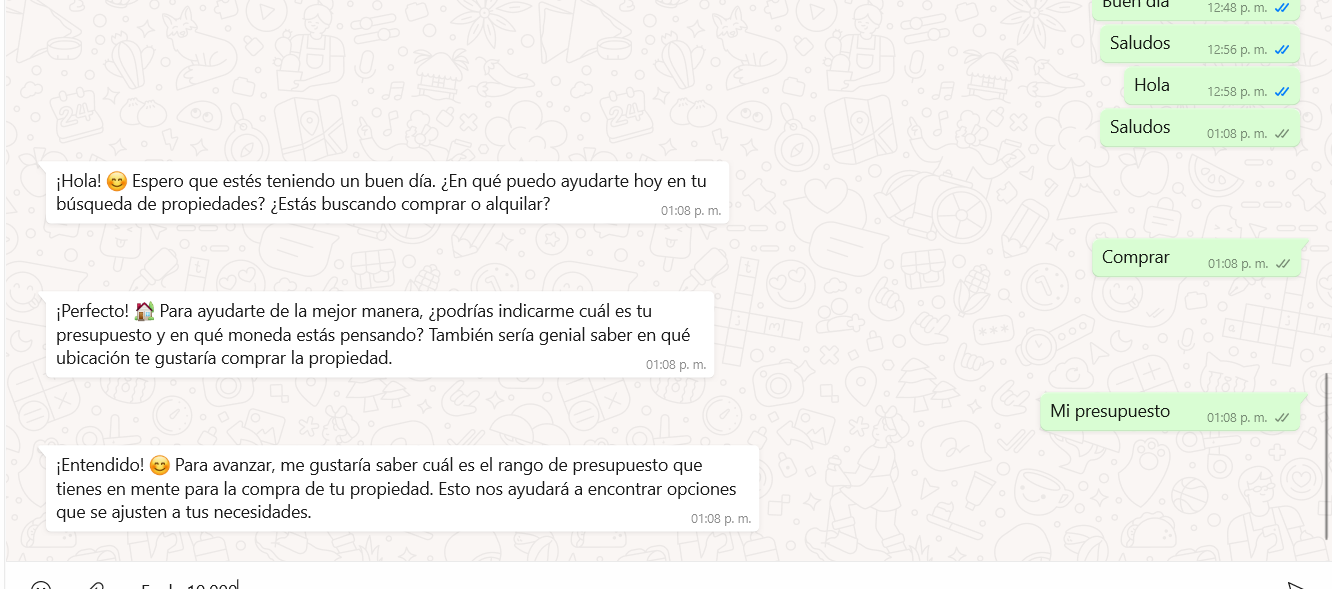 Buen día
12:48 p. m.
Saludos
12:56 p. m.
Hola
12:58 p. m.
Saludos
01:08 p. m.
¡Hola! 😊 Espero que estés teniendo un buen día. ¿En qué puedo ayudarte hoy en tu
búsqueda de propiedades? ¿Estás buscando comprar o alquilar?
01:08 p. m.
Comprar
01:08 p. m.
¡Perfecto! 🏠 Para ayudarte de la mejor manera, ¿podrías indicarme cuál es tu
presupuesto y en qué moneda estás pensando? También sería genial saber en qué
ubicación te gustaría comprar la propiedad.
01:08 p. m.
Mi presupuesto
01:08 p. m.
¡Entendido! 😊 Para avanzar, me gustaría saber cuál es el rango de presupuesto que
tienes en mente para la compra de tu propiedad. Esto nos ayudará a encontrar opciones
que se ajusten a tus necesidades.
01:08 p. m.
10,000